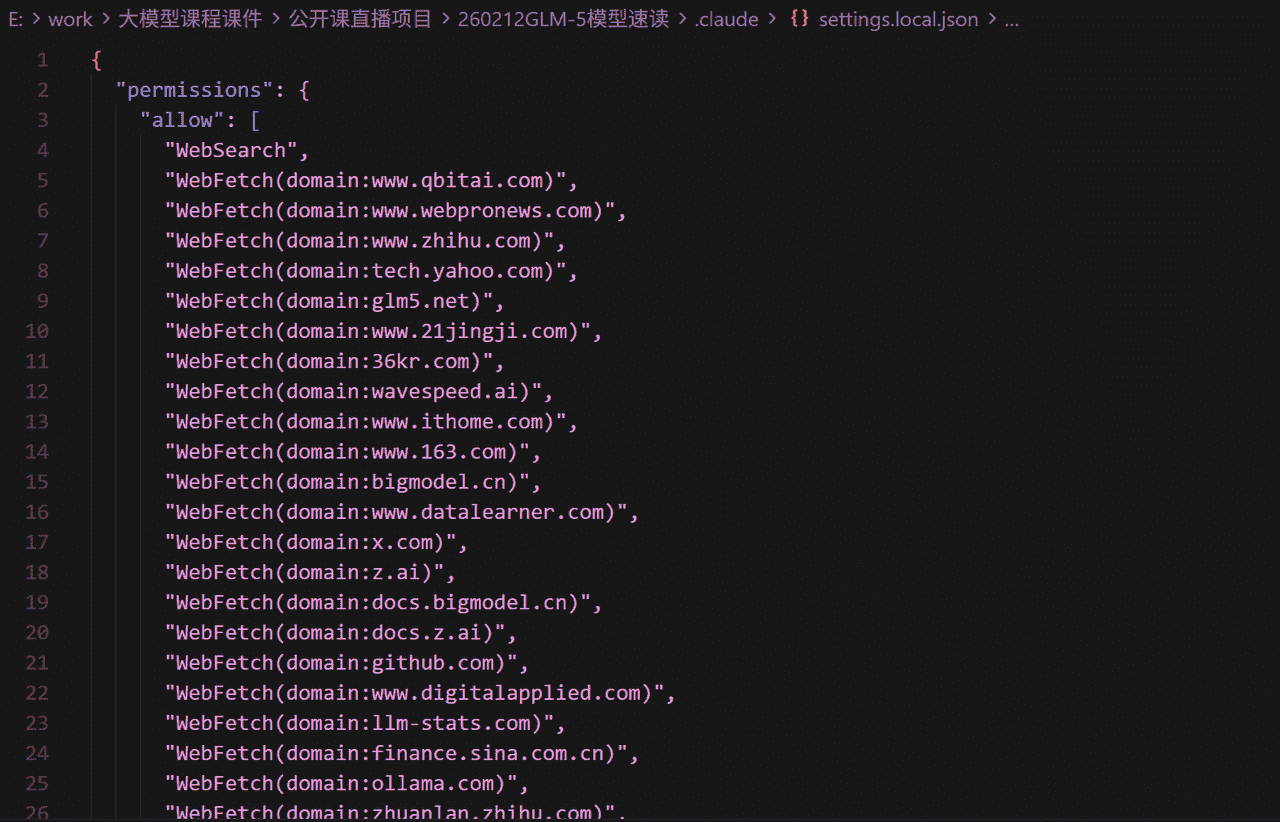 E: > work > 大模型课程课件 > 公开课直播项目 > 260212GLM-5模型速读 > .claude > {} settings.local.json > ...
1 {
2 "permissions": {
3 "allow": [
4 "WebSearch",
5 "WebFetch(domain:www.qbitai.com)",
6 "WebFetch(domain:www.webpronews.com)",
7 "WebFetch(domain:www.zhihu.com)",
8 "WebFetch(domain:tech.yahoo.com)",
9 "WebFetch(domain:glm5.net)",
10 "WebFetch(domain:www.21jingji.com)",
11 "WebFetch(domain:36kr.com)",
12 "WebFetch(domain:wavespeed.ai)",
13 "WebFetch(domain:www.ithome.com)",
14 "WebFetch(domain:www.163.com)",
15 "WebFetch(domain:bigmodel.cn)",
16 "WebFetch(domain:www.datalearner.com)",
17 "WebFetch(domain:x.com)",
18 "WebFetch(domain:z.ai)",
19 "WebFetch(domain:docs.bigmodel.cn)",
20 "WebFetch(domain:docs.z.ai)",
21 "WebFetch(domain:github.com)",
22 "WebFetch(domain:www.digitalapplied.com)",
23 "WebFetch(domain:llm-stats.com)",
24 "WebFetch(domain:finance.sina.com.cn)",
25 "WebFetch(domain:ollama.com)",
26 "WebFetch(domain:zhuanlan.zhihu.com)",